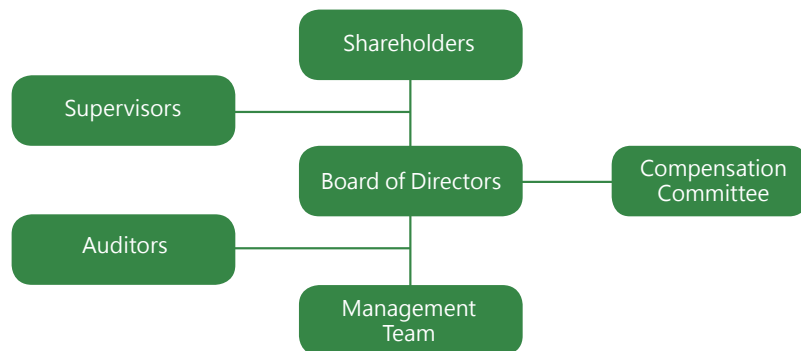 Shareholders
Supervisors
Board of Directors
Compensation
Committee
Auditors
Management
Team